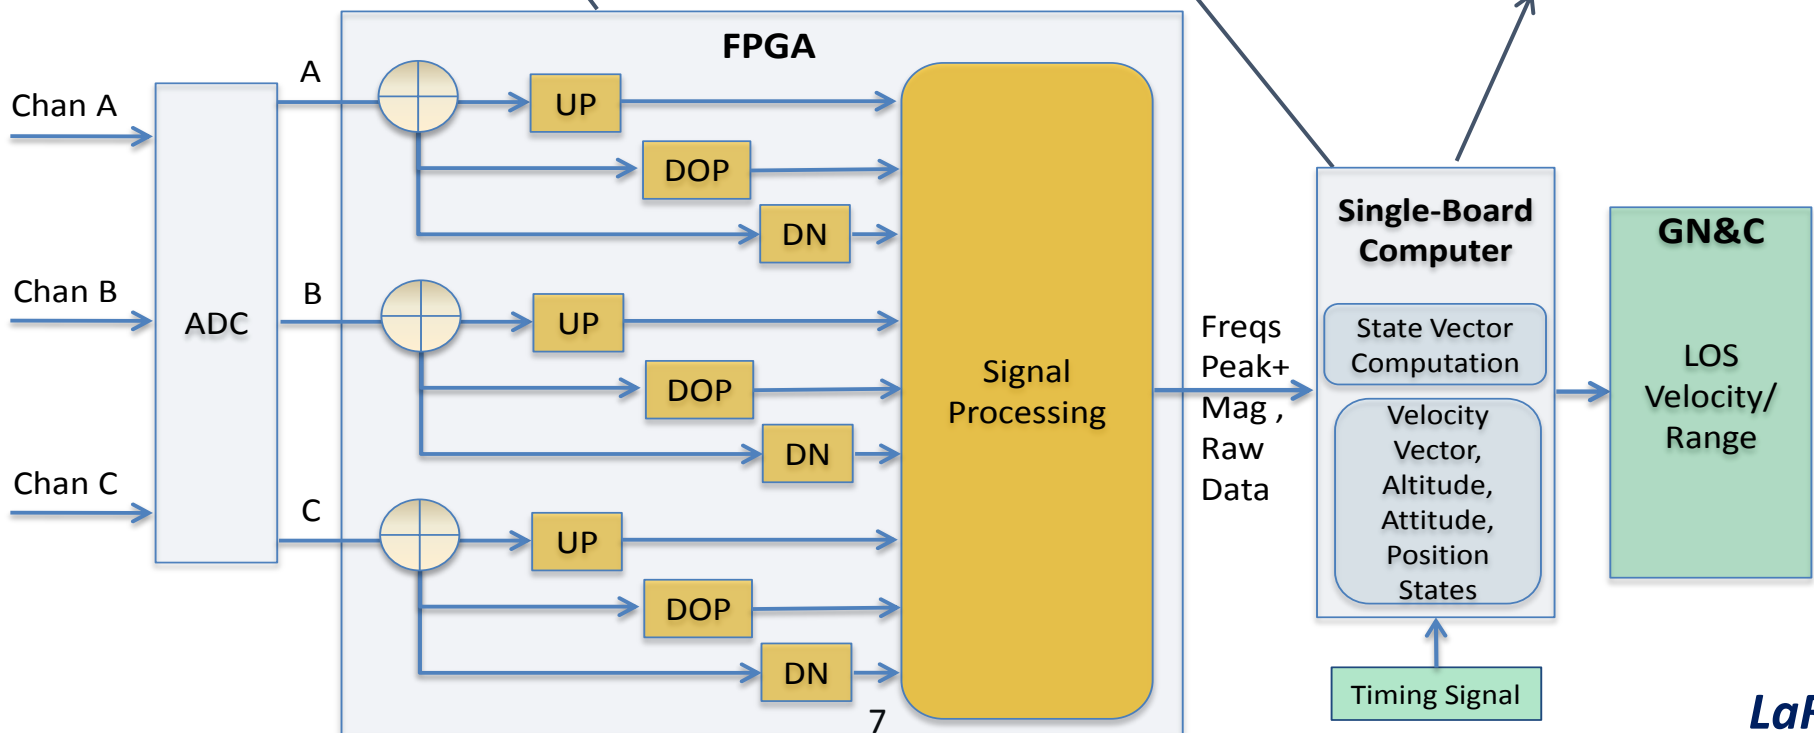 FPGA
Chan A
A
UP
DOP
DN
Chan B
B
UP
DOP
DN
Chan C
C
UP
DOP
DN
ADC
Signal
Processing
7
Freqs
Peak+
Mag ,
Raw
Data
Single-Board
Computer
State Vector
Computation
Velocity
Vector,
Altitude,
Attitude,
Position
States
Timing Signal
GN&C
LOS
Velocity/
Range